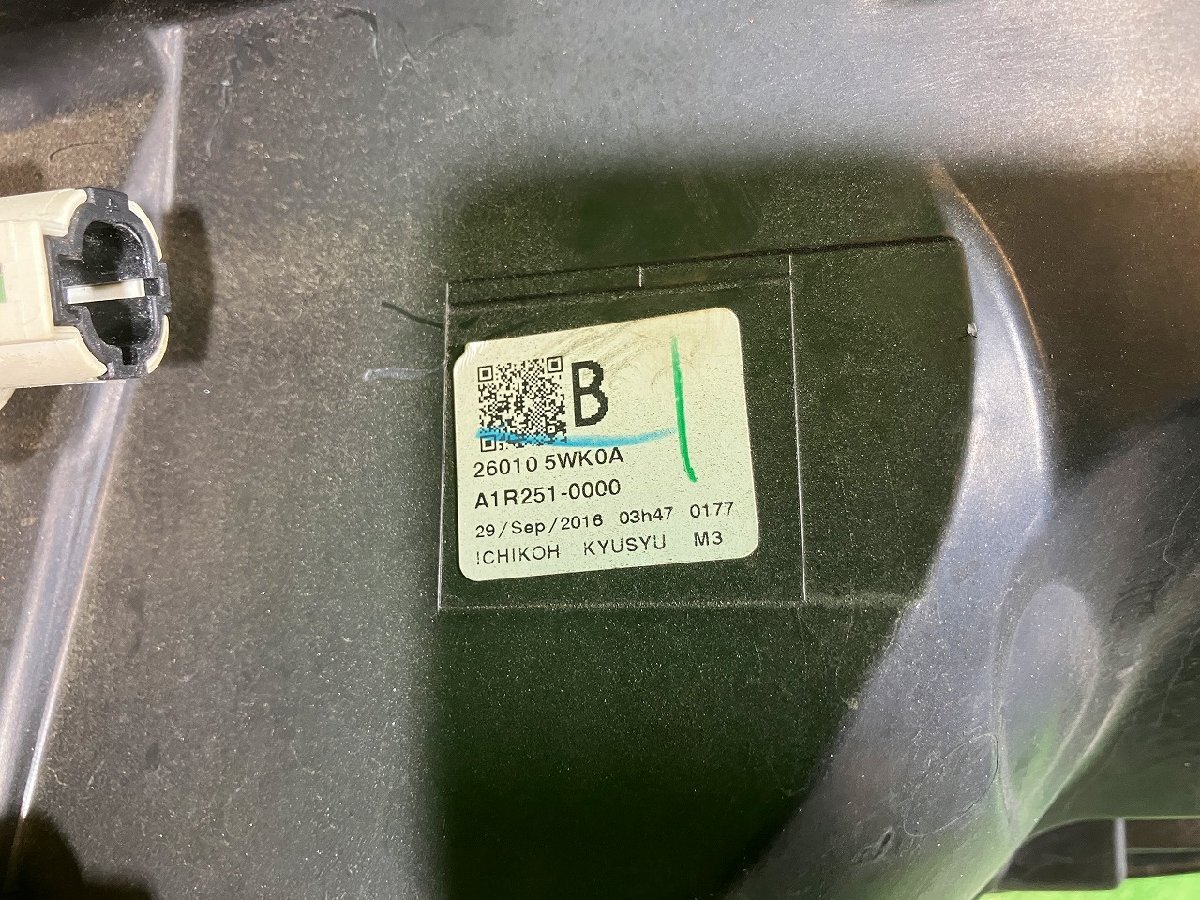 B
26010 5WK0A
A1R251-0000
29/Sep/2016 03h47 0177
ICHIKOH KYUSYU M3